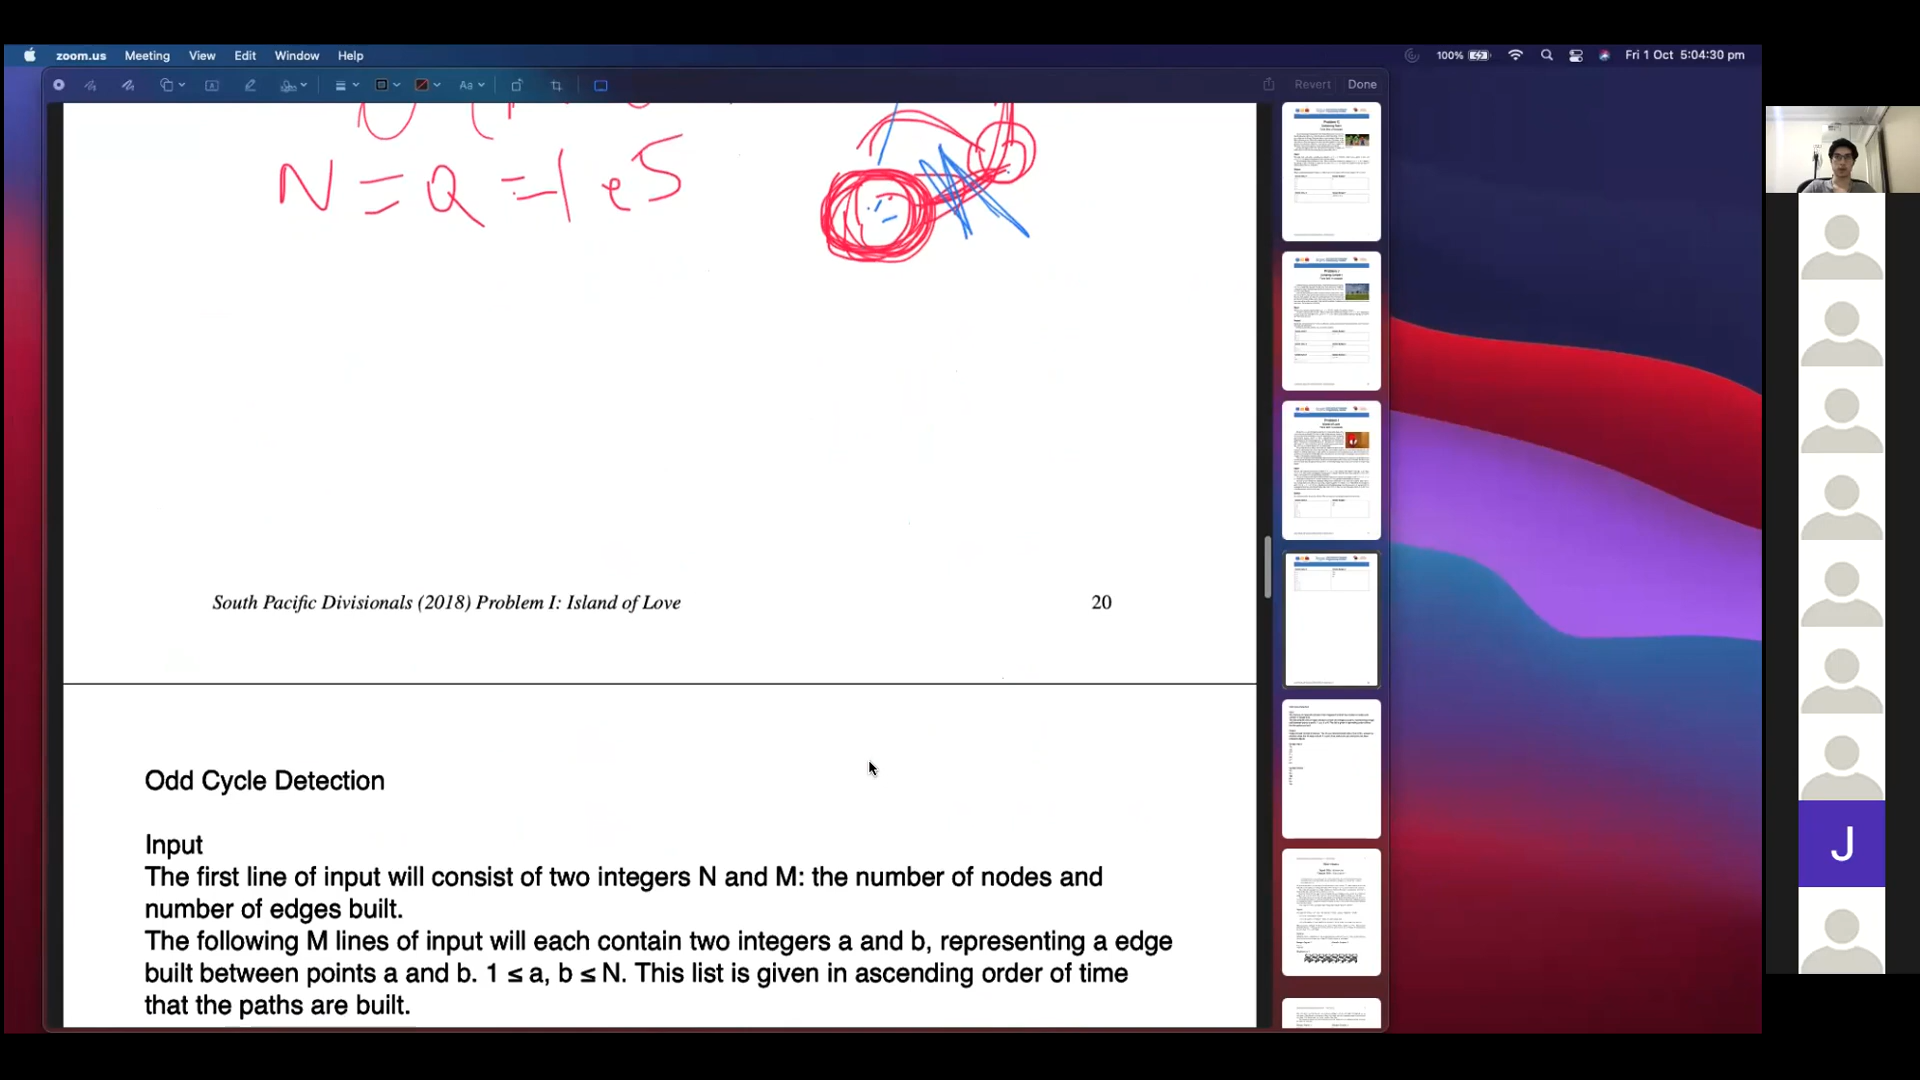 zoom.us Meeting View Edit Window Help 100% Fri 1 Oct 5:04:30 pm
Aa Revert Done
N = Q = 1e5
South Pacific Divisionals (2018) Problem I: Island of Love 20
Odd Cycle Detection
Input
The first line of input will consist of two integers N and M: the number of nodes and
number of edges built.
The following M lines of input will each contain two integers a and b, representing a edge
built between points a and b. 1 ≤ a, b ≤ N. This list is given in ascending order of time
that the paths are built.
J